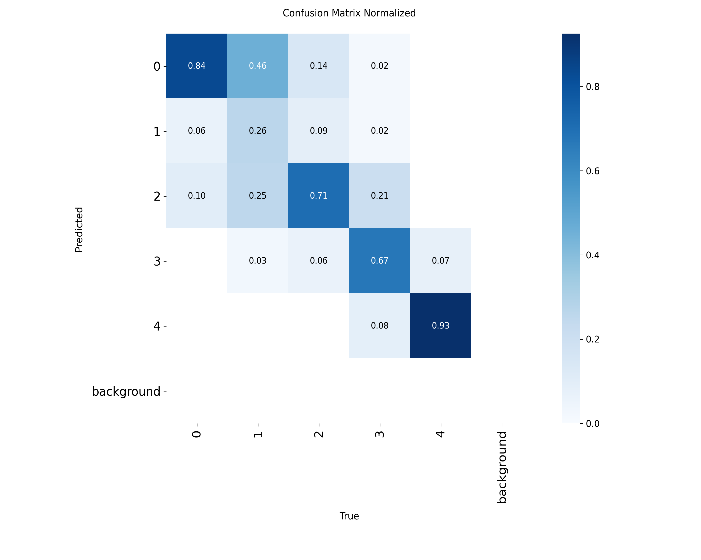 Confusion Matrix Normalized
0 0.84 0.46 0.14 0.02
1 0.06 0.26 0.09 0.02
2 0.10 0.25 0.71 0.21
3 0.03 0.06 0.67 0.07
4 0.08 0.93
background
0 1 2 3 4 background
Predicted
True
0.8
0.6
0.4
0.2
0.0